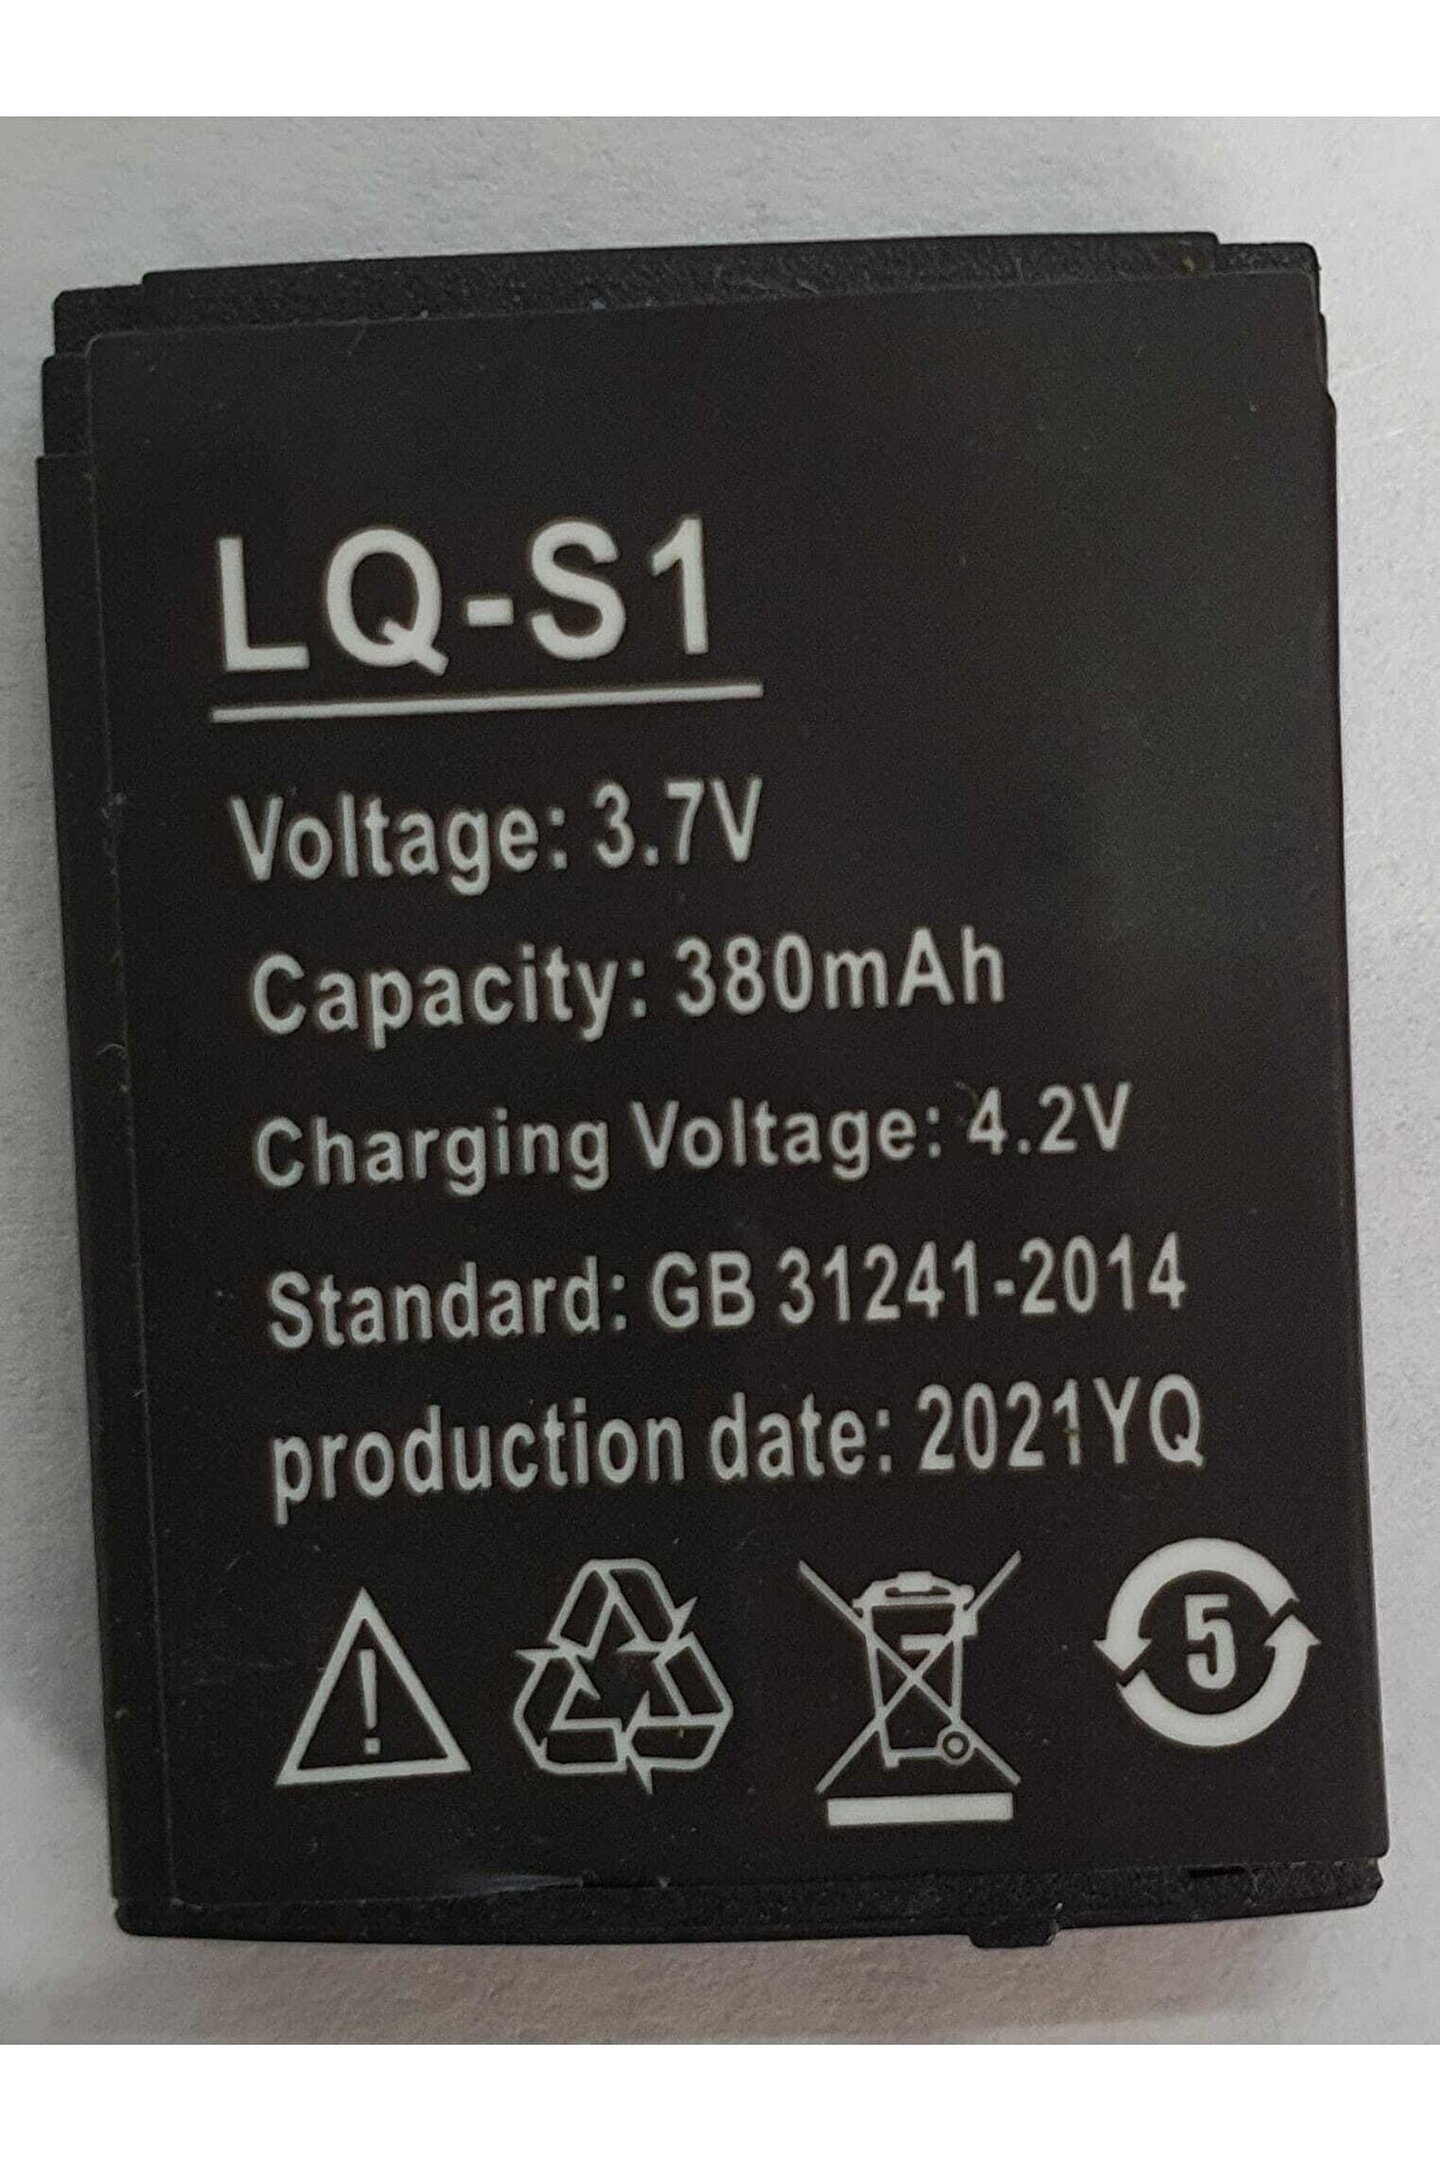 LQ-S1
Voltage: 3.7V
Capacity: 380mAh
Charging Voltage: 4.2V
Standard: GB 31241-2014
production date: 2021YQ
5